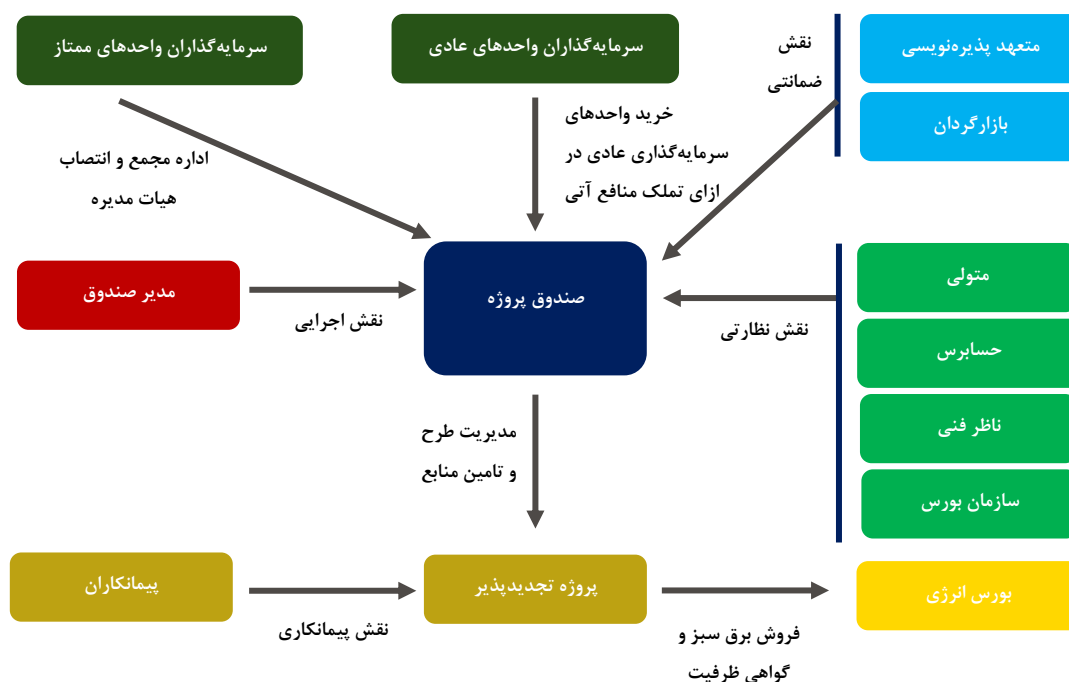 متعهد پذیره‌نویسی
بازارگردان
نقش
ضمانتی
سرمایه‌گذاران واحدهای عادی
سرمایه‌گذاران واحدهای ممتاز
خرید واحدهای
سرمایه‌گذاری عادی در
ازای تملک منافع آتی
اداره مجمع و انتصاب
هیات مدیره
متولی
حسابرس
ناظر فنی
سازمان بورس
نقش نظارتی
صندوق پروژه
مدیر صندوق
نقش اجرایی
مدیریت طرح
و تامین منابع
بورس انرژی
پروژه تجدیدپذیر
پیمانکاران
فروش برق سبز و
گواهی ظرفیت
نقش پیمانکاری